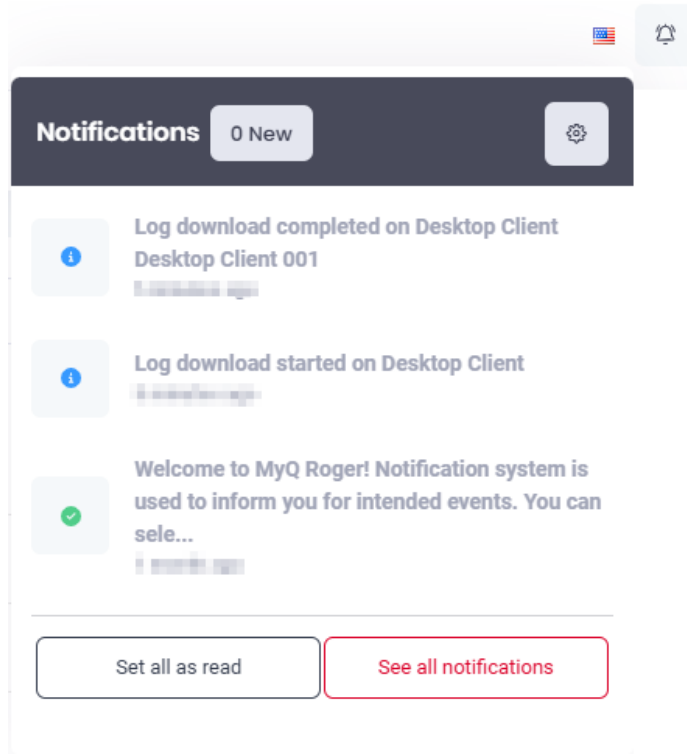 Notifications 0 New
Log download completed on Desktop Client
Desktop Client 001
Log download started on Desktop Client
Welcome to MyQ Roger! Notification system is
used to inform you for intended events. You can
sele...
Set all as read See all notifications